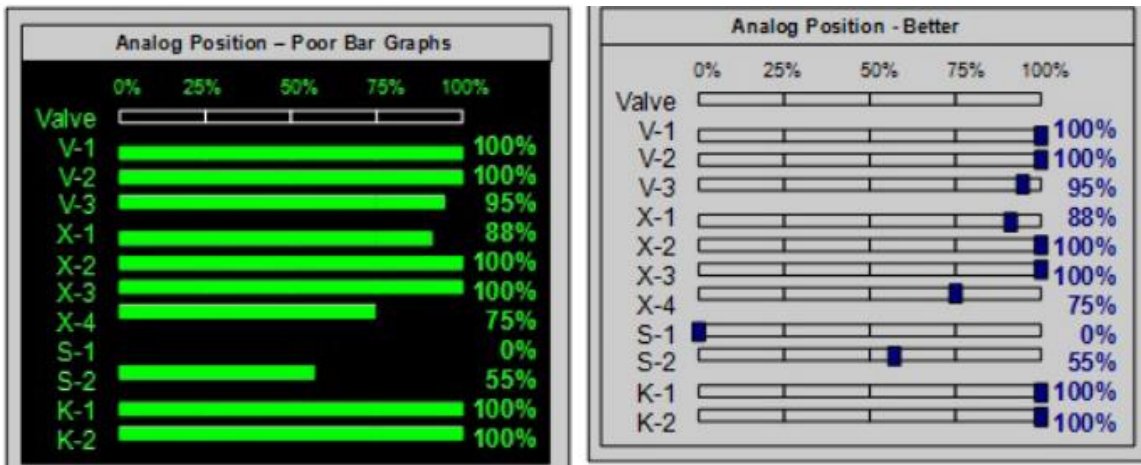 Analog Position – Poor Bar Graphs
0% 25% 50% 75% 100%
Valve
V-1 100%
V-2 100%
V-3 95%
X-1 88%
X-2 100%
X-3 100%
X-4 75%
S-1 0%
S-2 55%
K-1 100%
K-2 100%
Analog Position - Better
0% 25% 50% 75% 100%
Valve
V-1 100%
V-2 100%
V-3 95%
X-1 88%
X-2 100%
X-3 100%
X-4 75%
S-1 0%
S-2 55%
K-1 100%
K-2 100%